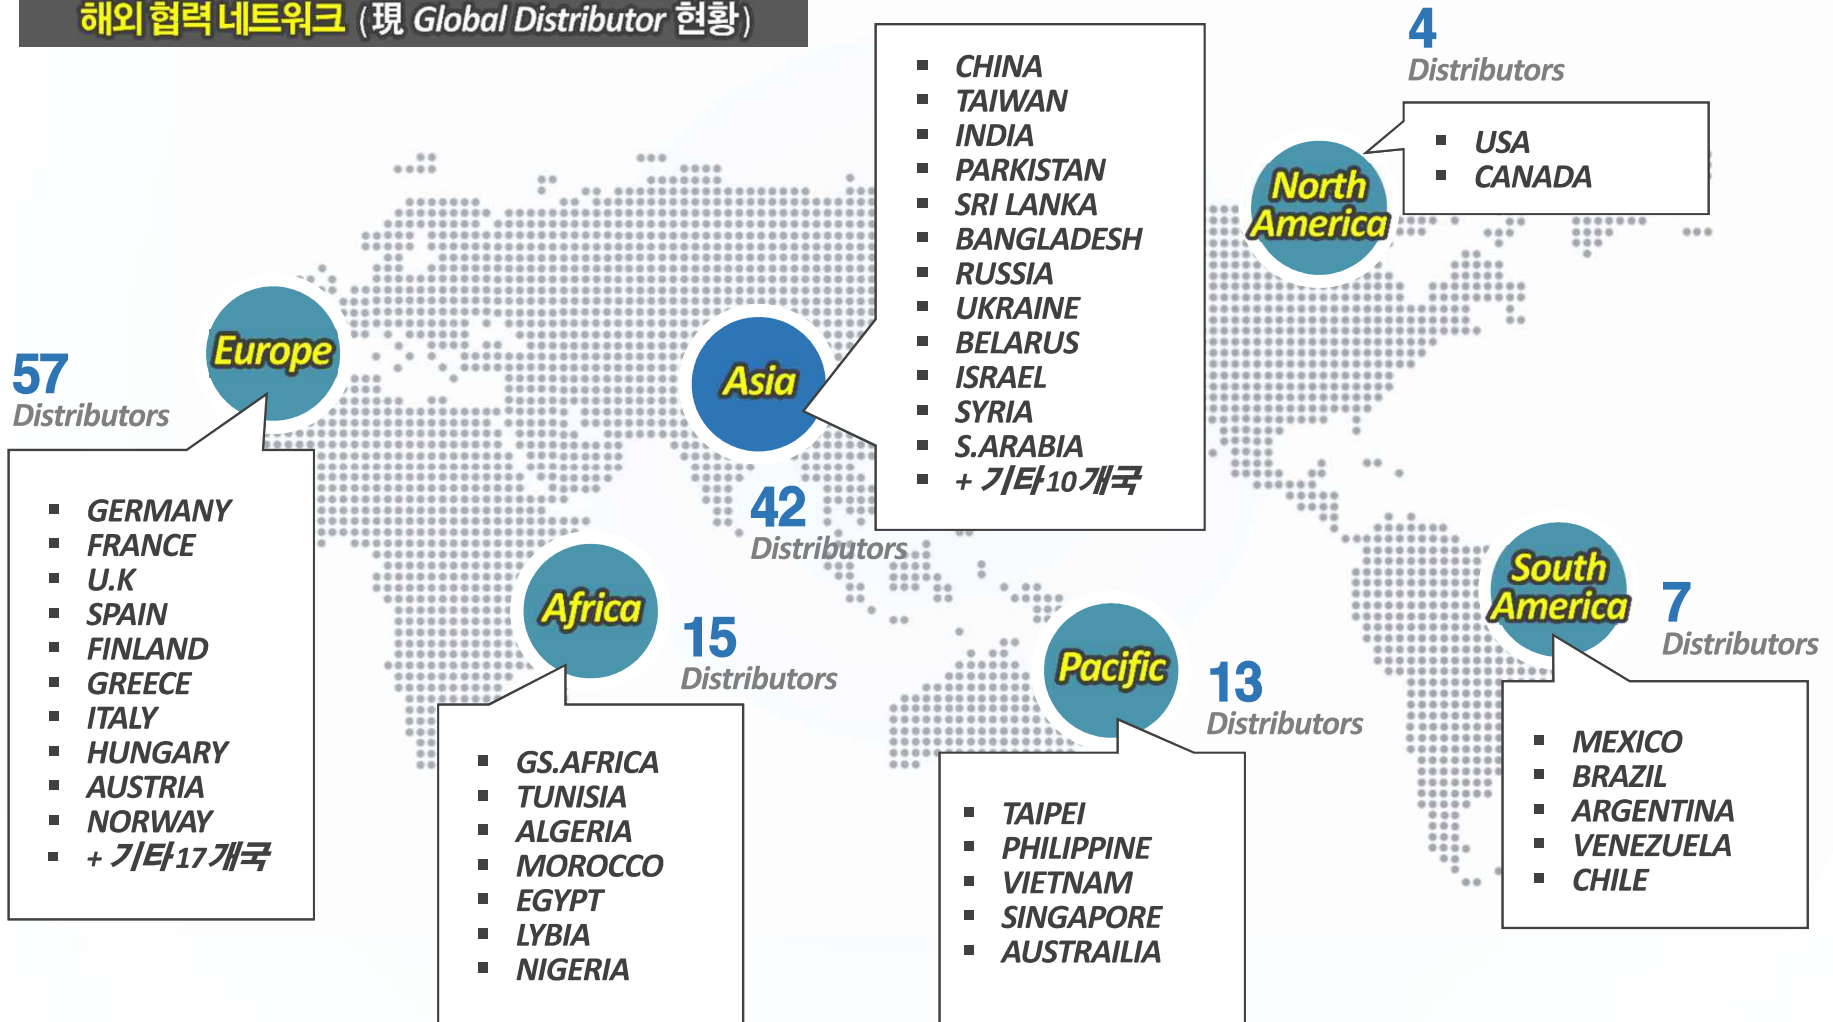 해외 협력 네트워크 (現 Global Distributor 현황)
4
Distributors
USA
CANADA
North
America
CHINA
TAIWAN
INDIA
PARKISTAN
SRI LANKA
BANGLADESH
RUSSIA
UKRAINE
BELARUS
ISRAEL
SYRIA
S.ARABIA
+ 기타10개국
Asia
42
Distributors
Europe
57
Distributors
GERMANY
FRANCE
U.K
SPAIN
FINLAND
GREECE
ITALY
HUNGARY
AUSTRIA
NORWAY
+ 기타17개국
Africa
15
Distributors
GS.AFRICA
TUNISIA
ALGERIA
MOROCCO
EGYPT
LYBIA
NIGERIA
Pacific
13
Distributors
TAIPEI
PHILIPPINE
VIETNAM
SINGAPORE
AUSTRAILIA
South
America
7
Distributors
MEXICO
BRAZIL
ARGENTINA
VENEZUELA
CHILE